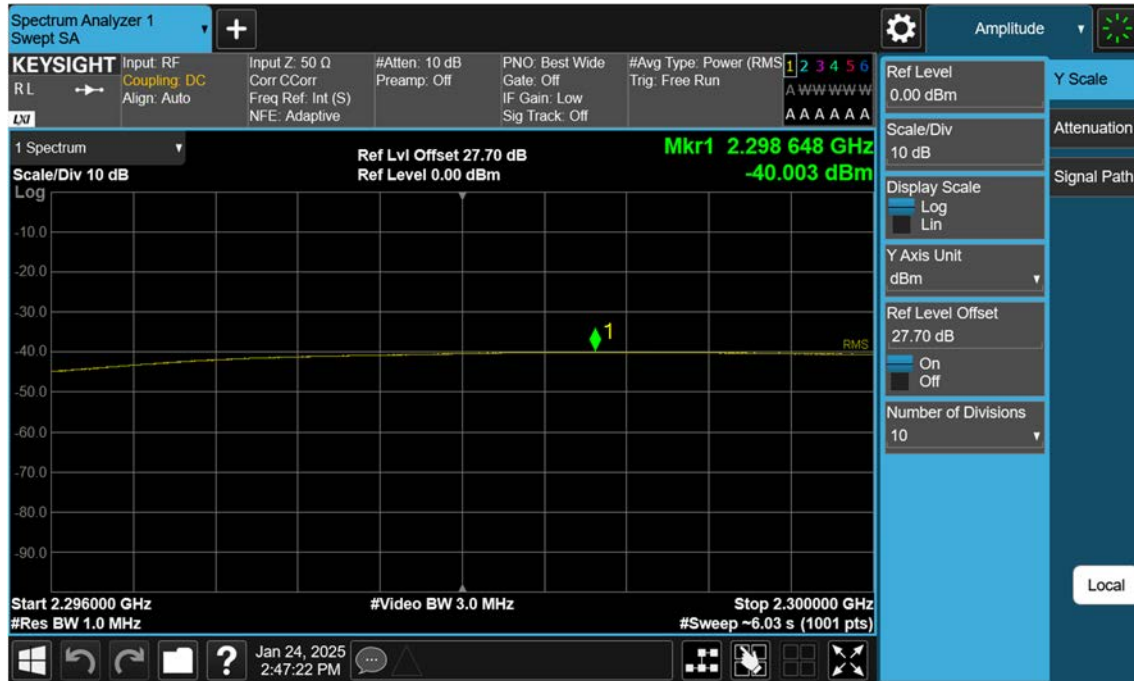 Spectrum Analyzer 1
Swept SA
+
Amplitude
KEYSIGHT
RL
LXI
Input: RF
Coupling: DC
Align: Auto
Input Z: 50 Ω
Corr CCorr
Freq Ref: Int (S)
NFE: Adaptive
#Atten: 10 dB
Preamp: Off
PNO: Best Wide
Gate: Off
IF Gain: Low
Sig Track: Off
#Avg Type: Power (RMS
Trig: Free Run
1 2 3 4 5 6
A W W W W W
A A A A A A
1 Spectrum
Scale/Div 10 dB
Log
Ref Lvl Offset 27.70 dB
Ref Level 0.00 dBm
Mkr1 2.298 648 GHz
-40.003 dBm
-10.0
-20.0
-30.0
1
-40.0
RMS
-50.0
-60.0
-70.0
-80.0
-90.0
Start 2.296000 GHz
#Video BW 3.0 MHz
Stop 2.300000 GHz
#Res BW 1.0 MHz
#Sweep ~6.03 s (1001 pts)
?
Jan 24, 2025
2:47:22 PM
Ref Level
0.00 dBm
Scale/Div
10 dB
Display Scale
Log
Lin
Y Axis Unit
dBm
Ref Level Offset
27.70 dB
On
Off
Number of Divisions
10
Y Scale
Attenuation
Signal Path
Local